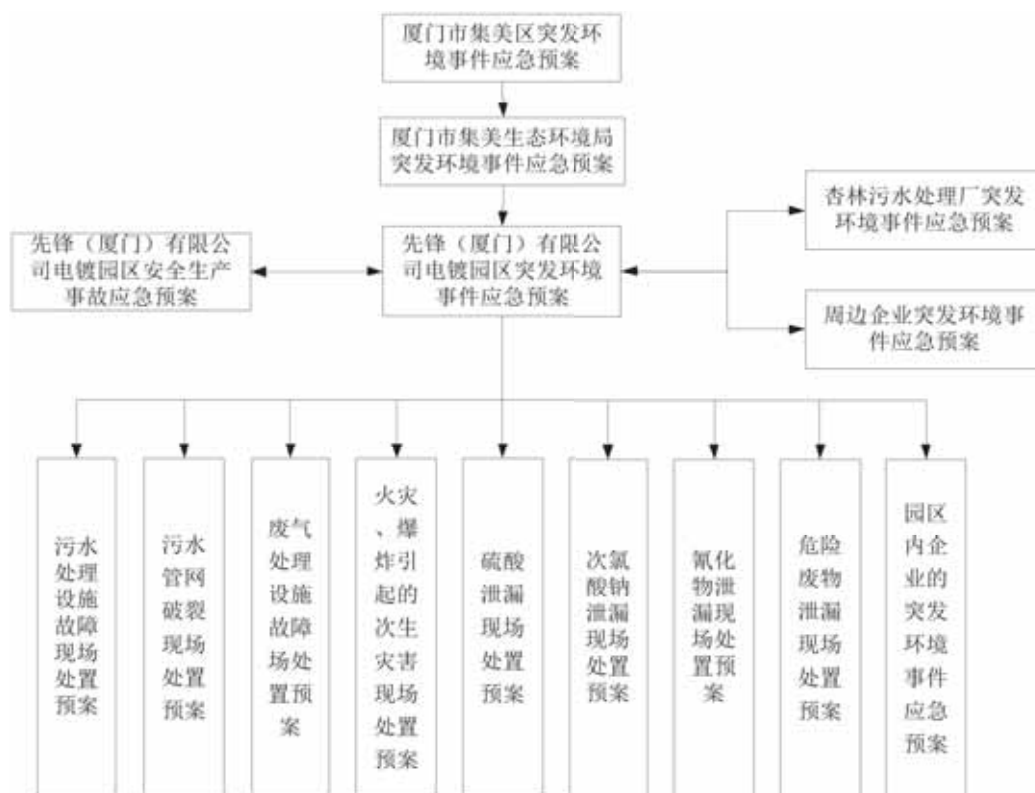 厦门市集美区突发环
境事件应急预案
厦门市集美生态环境局
突发环境事件应急预案
杏林污水处理厂突发
环境事件应急预案
先锋（厦门）有限公
司电镀园区安全生产
事故应急预案
先锋（厦门）有限公
司电镀园区突发环境
事件应急预案
周边企业突发环境事
件应急预案
污水
处理
设施
故障
现场
处置
预案
污水
管网
破裂
现场
处置
预案
废气
处理
设施
故障
场处
置预
案
火灾
、爆
炸引
起的
次生
灾害
现场
处置
预案
硫酸
泄漏
现场
处置
预案
次氯
酸钠
泄漏
现场
处置
预案
氰化
物泄
漏现
场处
置预
案
危险
废物
泄漏
现场
处置
预案
园区
内企
业的
突发
环境
事件
应急
预案